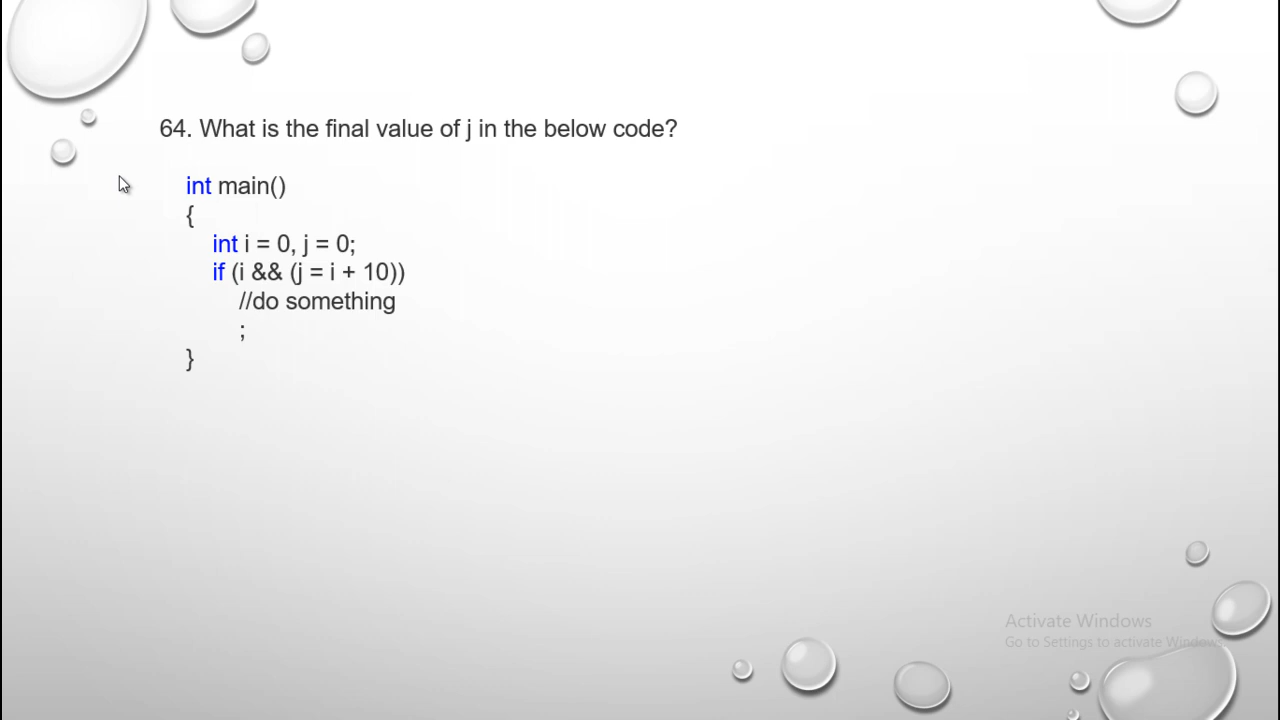 64. What is the final value of j in the below code?
int main()
{
int i = 0, j = 0;
if (i && (j = i + 10))
//do something
;
}
Activate Windows
Go to Settings to activate Windows.